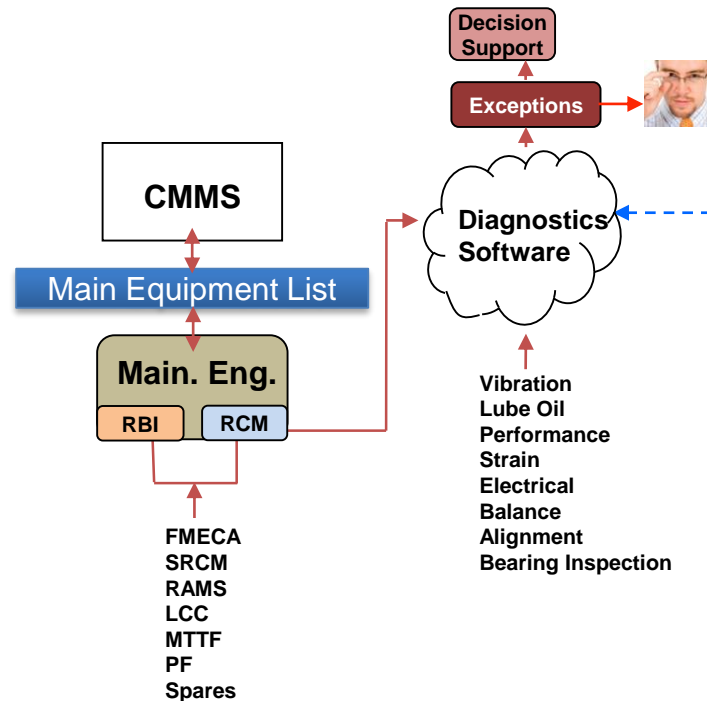 Decision
Support
Exceptions
CMMS
Diagnostics
Software
Main Equipment List
Main. Eng.
RBI
RCM
Vibration
Lube Oil
Performance
Strain
Electrical
Balance
Alignment
Bearing Inspection
FMECA
SRCM
RAMS
LCC
MTTF
PF
Spares